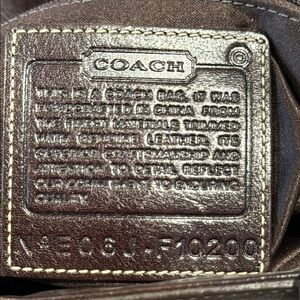 COACH
THIS IS A COACH BAG. IT WAS
HANDCRAFTED IN CHINA FROM
THE FINEST MATERIALS TRIMMED
WITH GENUINE LEATHER. ITS
SUPERIOR CRAFTSMANSHIP AND
ATTENTION TO DETAIL REFLECT
OUR COMMITMENT TO ENDURING
QUALITY.
Nº E06J-F10200